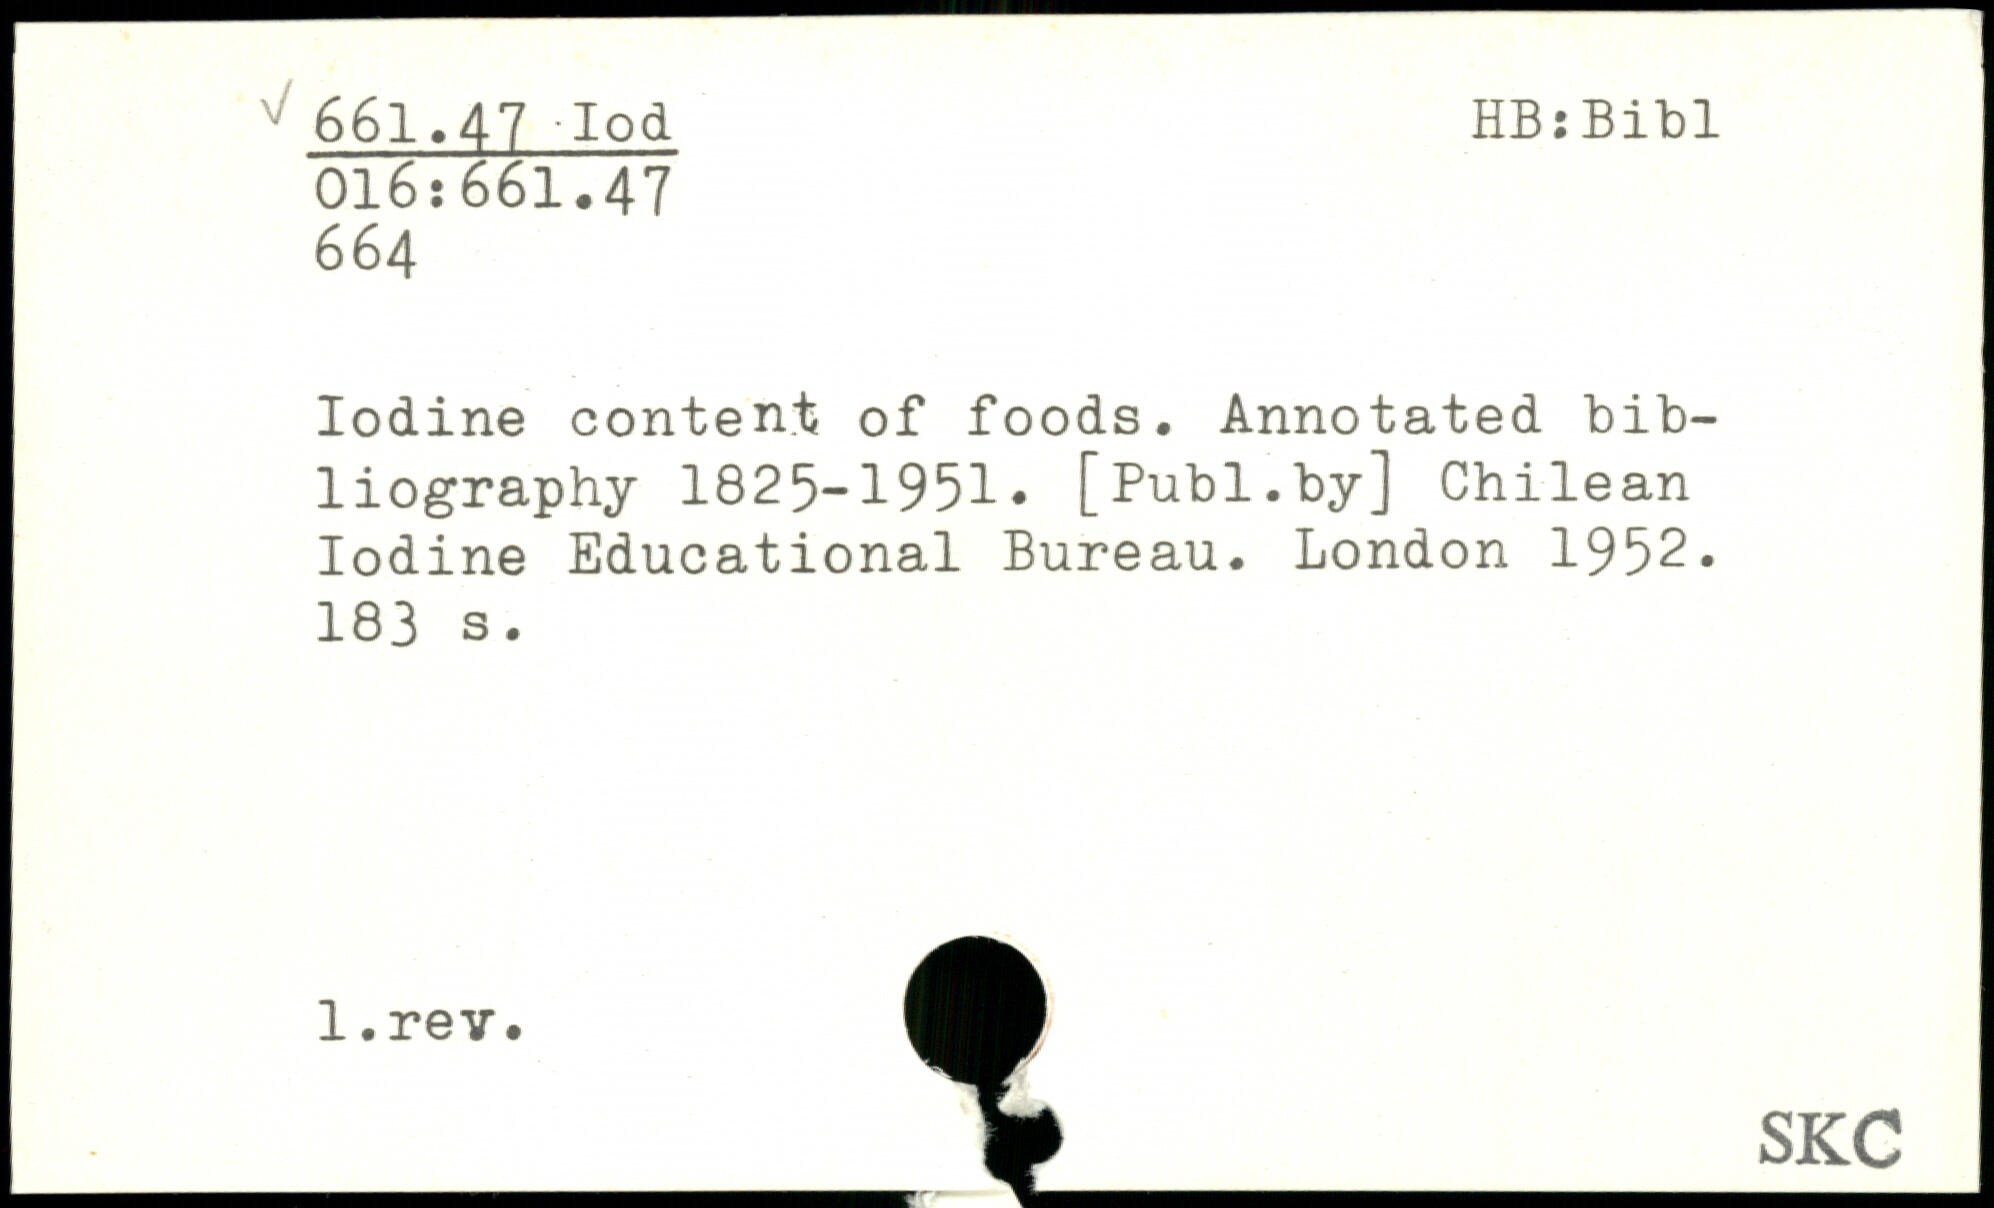 ✓ 661.47 Iod HB:Bibl
016:661.47
664
Iodine content of foods. Annotated bib-
liography 1825-1951. [Publ.by] Chilean
Iodine Educational Bureau. London 1952.
183 s.
1.rev.
SKC